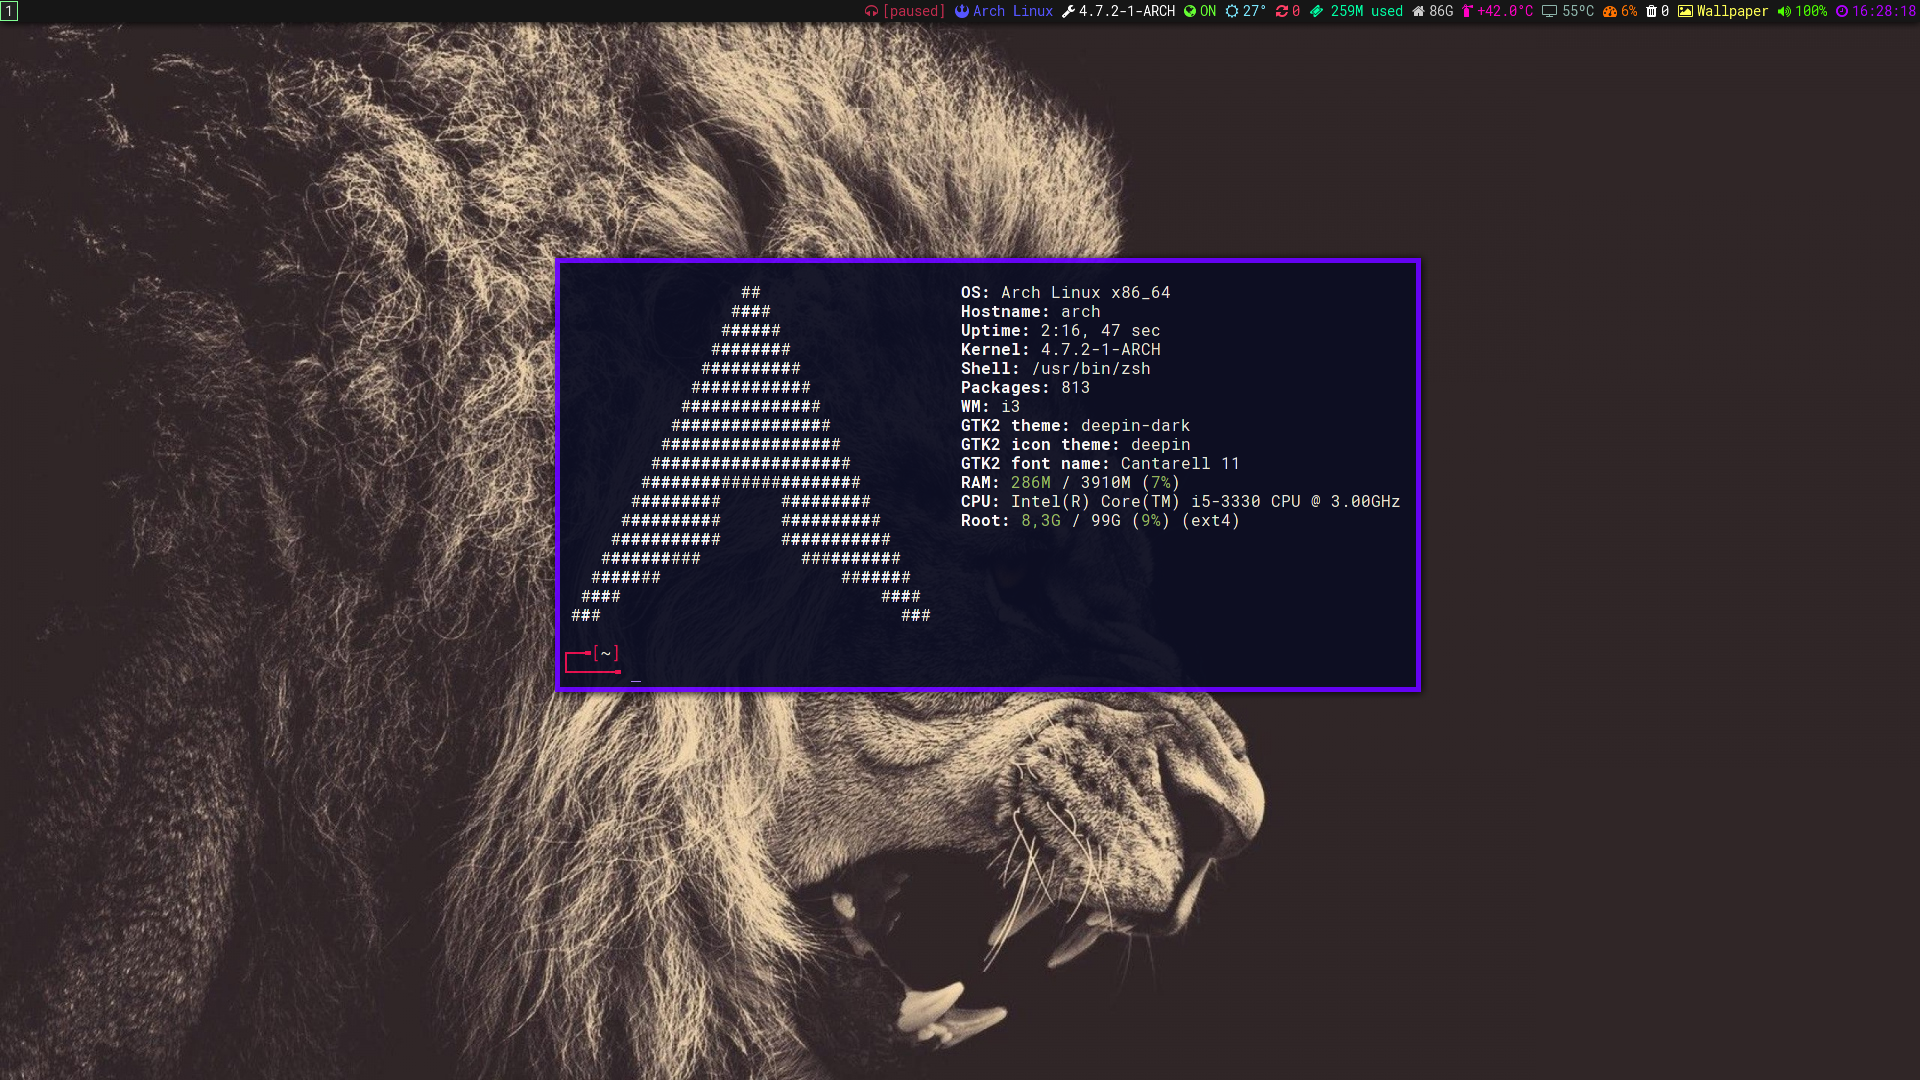 1 [paused] Arch Linux 4.7.2-1-ARCH ON 27° 0 259M used 86G +42.0°C 55ºC 6% 0 Wallpaper 100% 16:28:18
##
####
######
########
##########
############
##############
################
##################
####################
######################
#########      #########
##########      ##########
###########      ###########
##########          ##########
#######                  #######
####                          ####
###                              ###
OS: Arch Linux x86_64
Hostname: arch
Uptime: 2:16, 47 sec
Kernel: 4.7.2-1-ARCH
Shell: /usr/bin/zsh
Packages: 813
WM: i3
GTK2 theme: deepin-dark
GTK2 icon theme: deepin
GTK2 font name: Cantarell 11
RAM: 286M / 3910M (7%)
CPU: Intel(R) Core(TM) i5-3330 CPU @ 3.00GHz
Root: 8,3G / 99G (9%) (ext4)
[~]
_